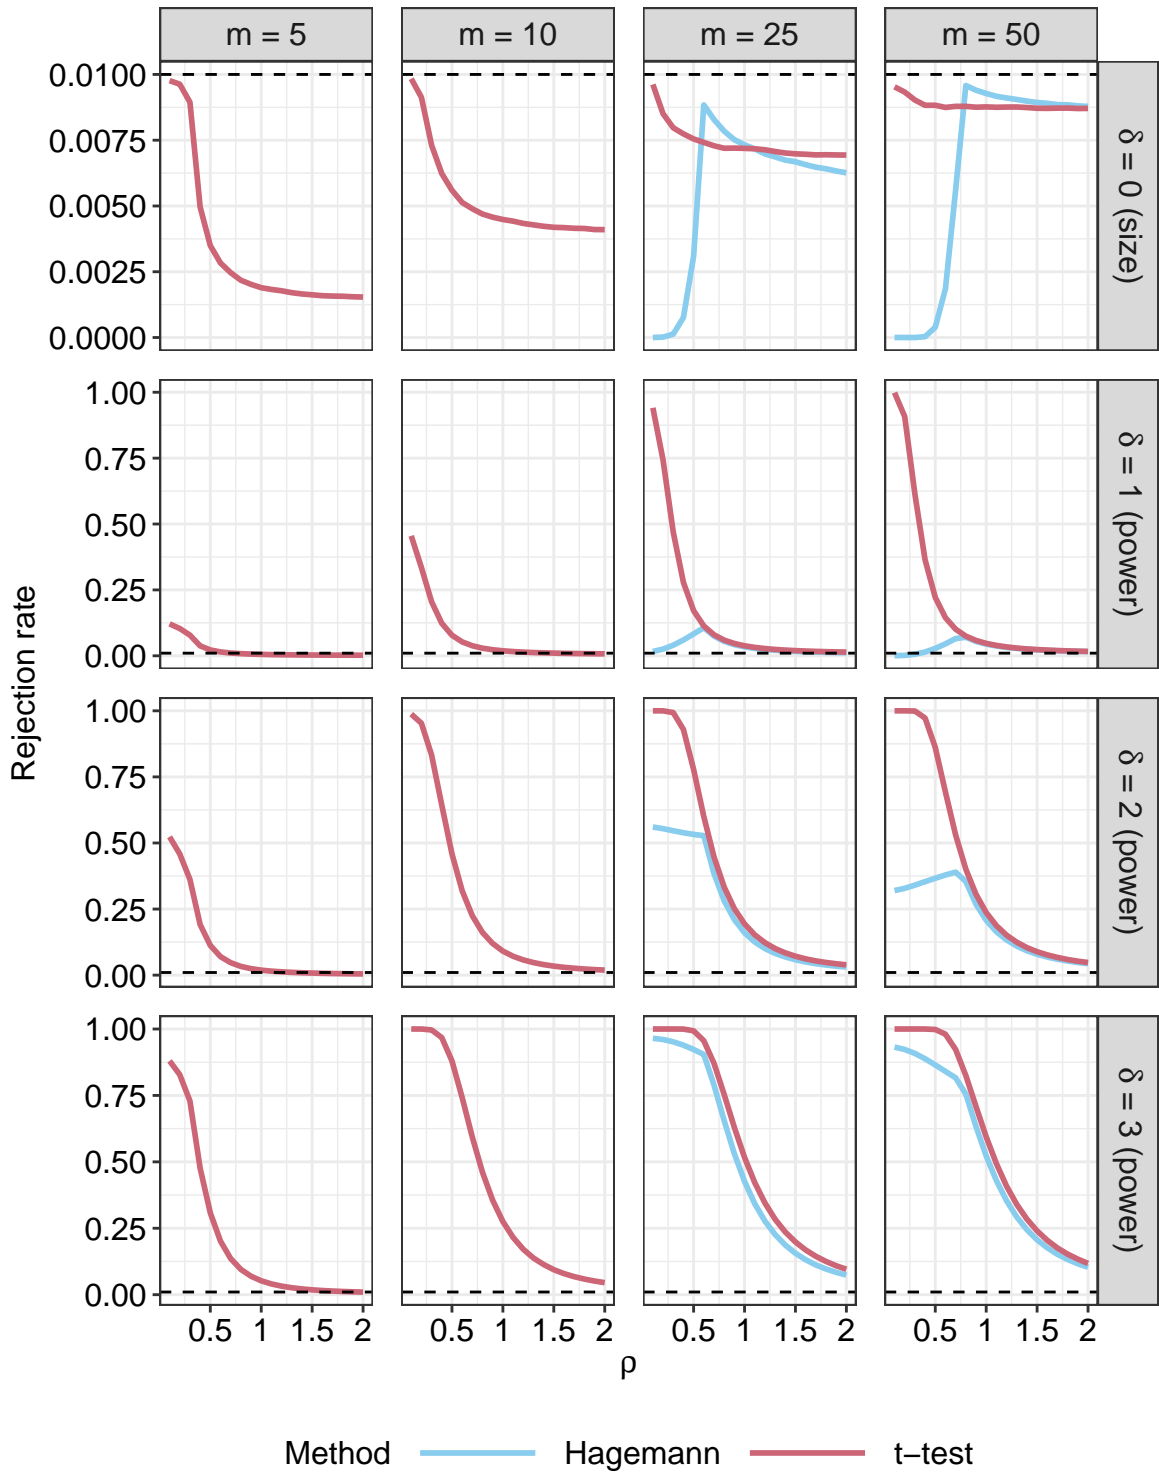 m = 5
m = 10
m = 25
m = 50
0.0100
0.0075
0.0050
0.0025
0.0000
δ = 0 (size)
1.00
0.75
0.50
0.25
0.00
δ = 1 (power)
1.00
0.75
0.50
0.25
0.00
δ = 2 (power)
1.00
0.75
0.50
0.25
0.00
δ = 3 (power)
Rejection rate
0.5 1 1.5 2
0.5 1 1.5 2
0.5 1 1.5 2
0.5 1 1.5 2
ρ
Method Hagemann t−test